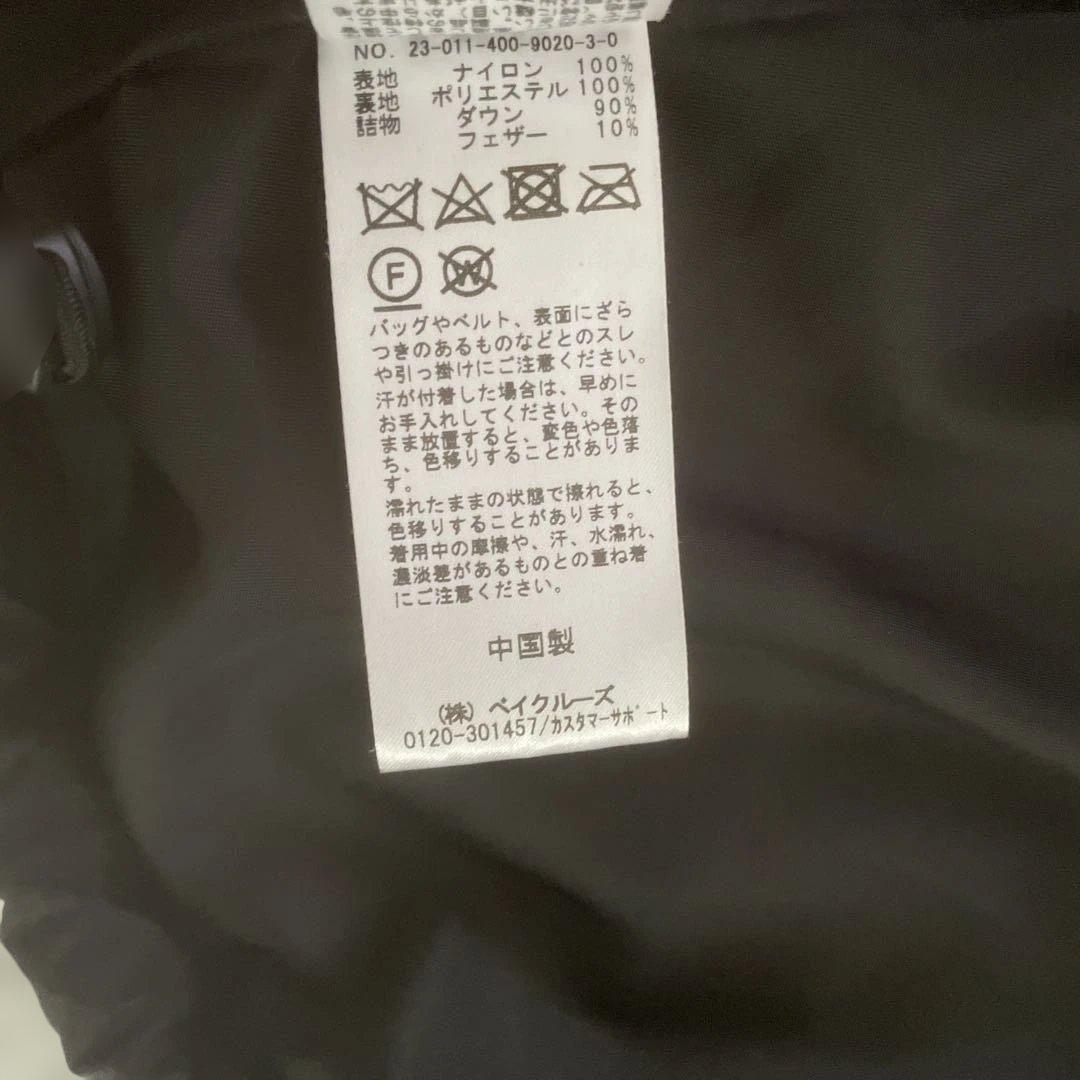 NO. 23-011-400-9020-3-0
表地 ナイロン 100%
裏地 ポリエステル 100%
詰物 ダウン 90%
フェザー 10%
F W
バッグやベルト、表面にざら
つきのあるものなどとのスレ
や引っ掛けにご注意ください。
汗が付着した場合は、早めに
お手入れしてください。その
まま放置すると、変色や色落
ち、色移りすることがありま
す。
濡れたままの状態で擦れると、
色移りすることがあります。
着用中の摩擦や、汗、水濡れ、
濃淡差があるものとの重ね着
にご注意ください。
中国製
(株) ベイクルーズ
0120-301457/カスタマーサポート